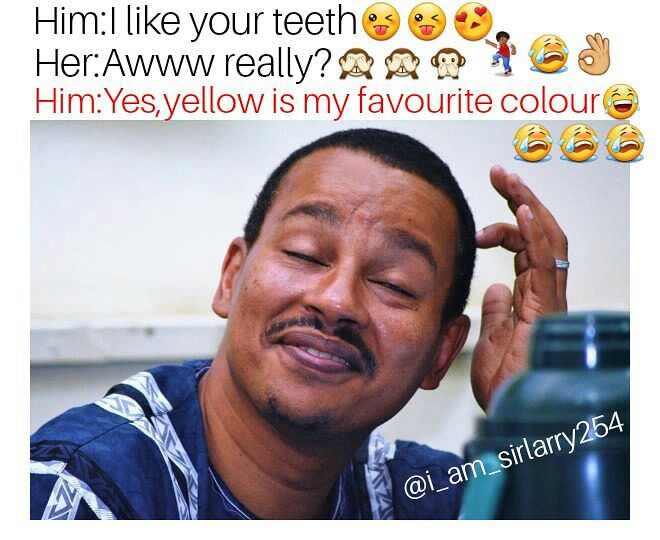 Him:I like your teeth😜😜😍
Her:Awww really?🙈🙈🙊💃😭👌
Him:Yes,yellow is my favourite colour😂
😭😭😭
@i_am_sirlarry254